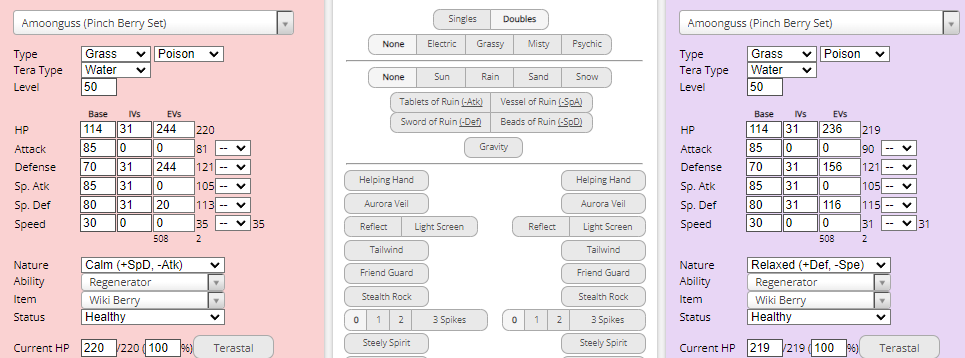 Amoonguss (Pinch Berry Set)
Type Grass Poison
Tera Type Water
Level 50
Base IVs EVs
HP 114 31 244 220
Attack 85 0 0 81 --
Defense 70 31 244 121 --
Sp. Atk 85 31 0 105 --
Sp. Def 80 31 20 113 --
Speed 30 0 0 35 -- 35
508 2
Nature Calm (+SpD, -Atk)
Ability Regenerator
Item Wiki Berry
Status Healthy
Current HP 220 /220 ( 100 %) Terastal
Singles Doubles
None Electric Grassy Misty Psychic
None Sun Rain Sand Snow
Tablets of Ruin (-Atk) Vessel of Ruin (-SpA)
Sword of Ruin (-Def) Beads of Ruin (-SpD)
Gravity
Helping Hand Helping Hand
Aurora Veil Aurora Veil
Reflect Light Screen Reflect Light Screen
Tailwind Tailwind
Friend Guard Friend Guard
Stealth Rock Stealth Rock
0 1 2 3 Spikes 0 1 2 3 Spikes
Steely Spirit Steely Spirit
Amoonguss (Pinch Berry Set)
Type Grass Poison
Tera Type Water
Level 50
Base IVs EVs
HP 114 31 236 219
Attack 85 0 0 90 --
Defense 70 31 156 121 --
Sp. Atk 85 31 0 105 --
Sp. Def 80 31 116 115 --
Speed 30 0 0 31 -- 31
508 2
Nature Relaxed (+Def, -Spe)
Ability Regenerator
Item Wiki Berry
Status Healthy
Current HP 219 /219 ( 100 %) Terastal